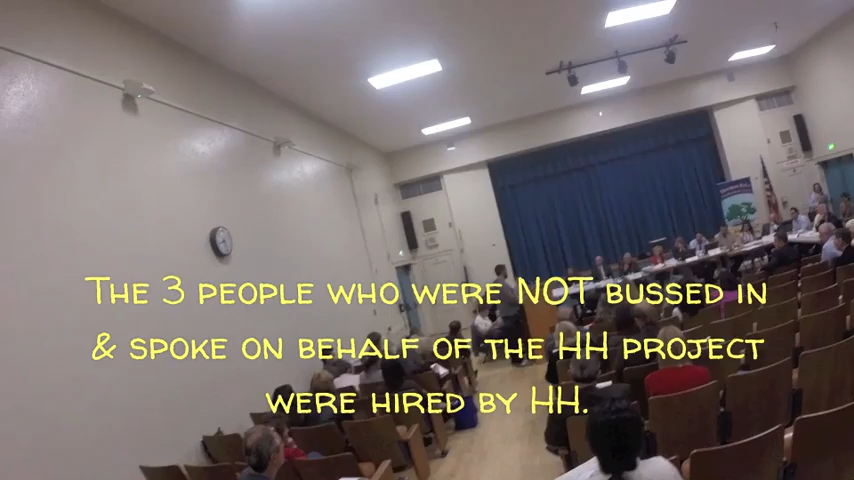 The 3 people who were NOT bussed in
& spoke on behalf of the HH project
were hired by HH.